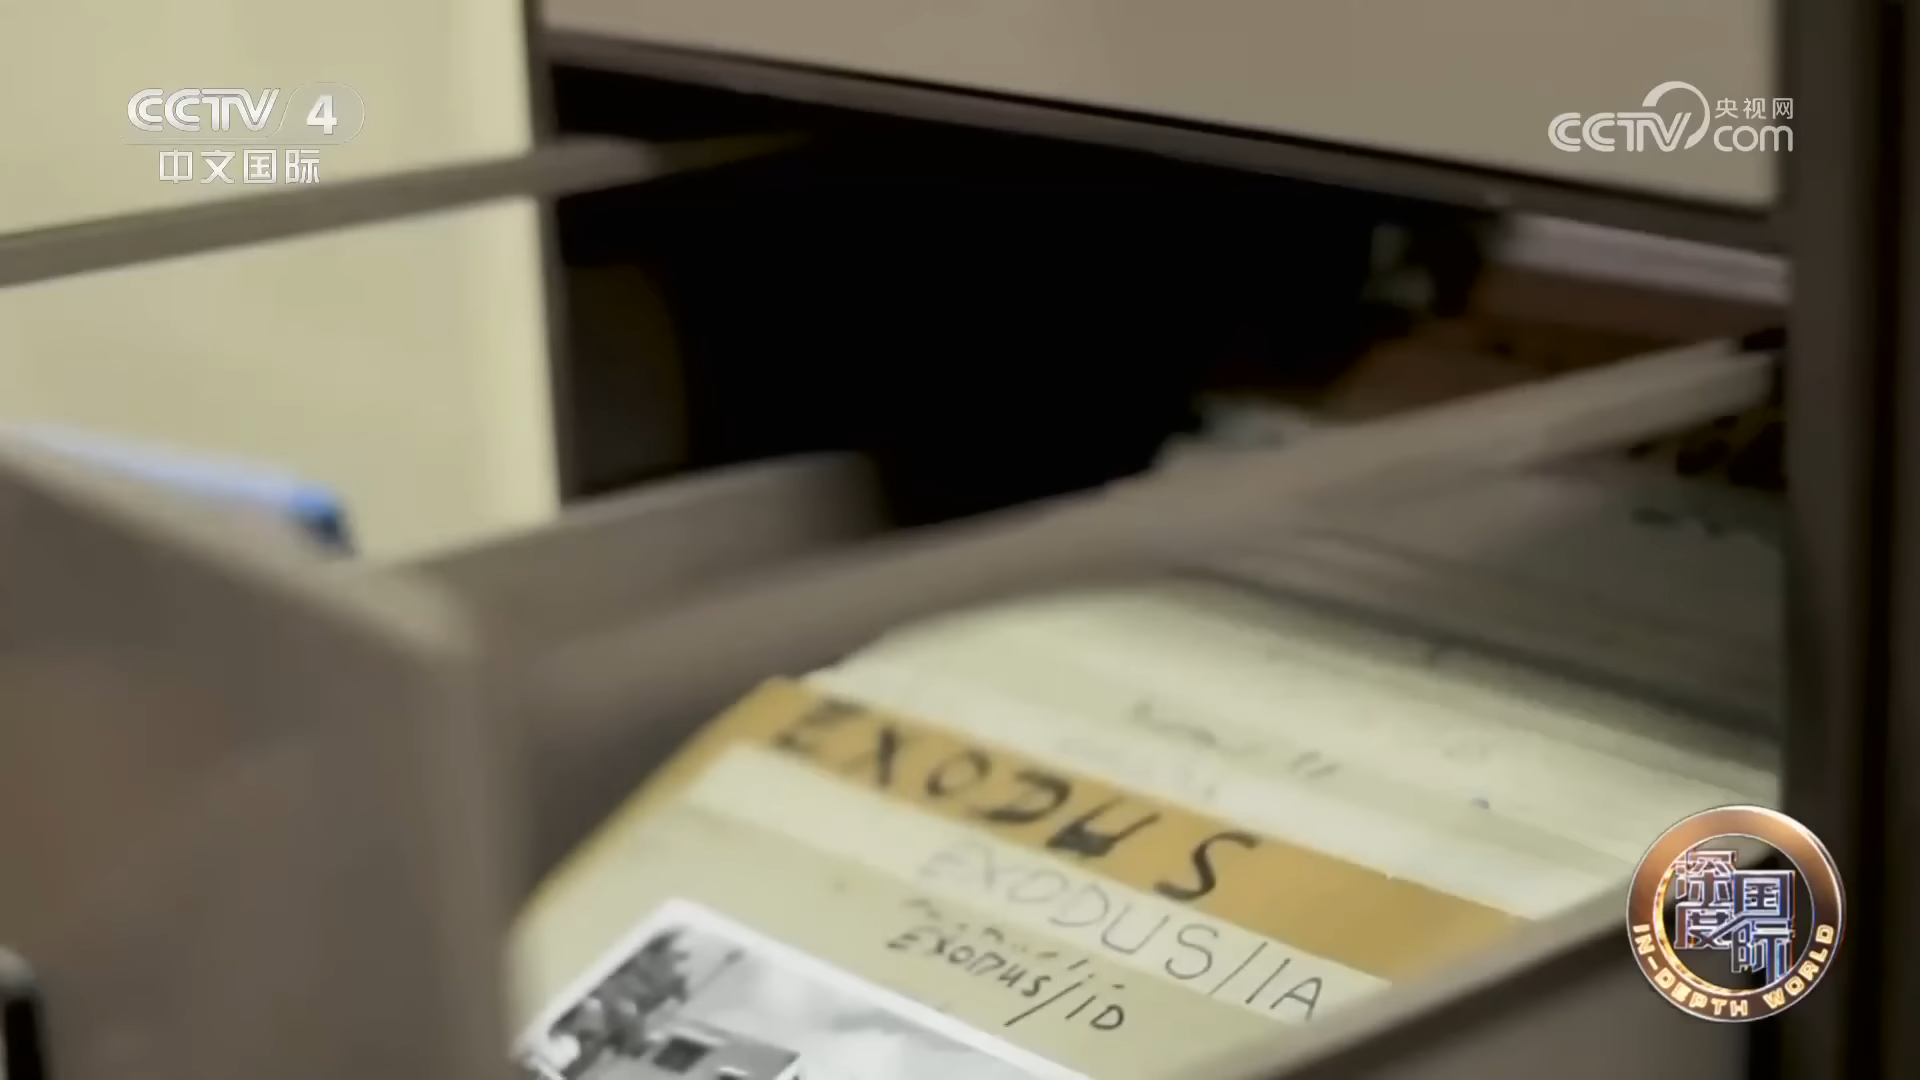 CCTV 4
中文国际
CCTV 央视网
com
EXODUS
EXODUS/IA
EXODUS/ID
深度国际
IN-DEPTH WORLD